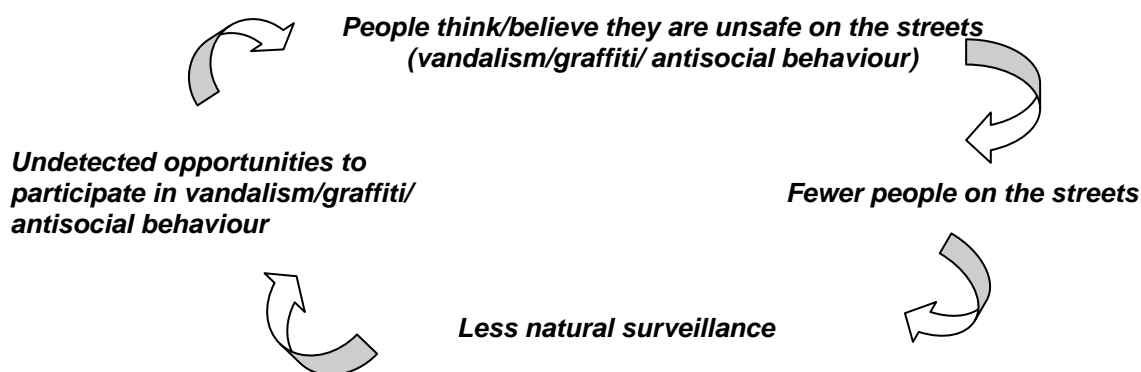 People think/believe they are unsafe on the streets
(vandalism/graffiti/ antisocial behaviour)
Fewer people on the streets
Less natural surveillance
Undetected opportunities to
participate in vandalism/graffiti/
antisocial behaviour